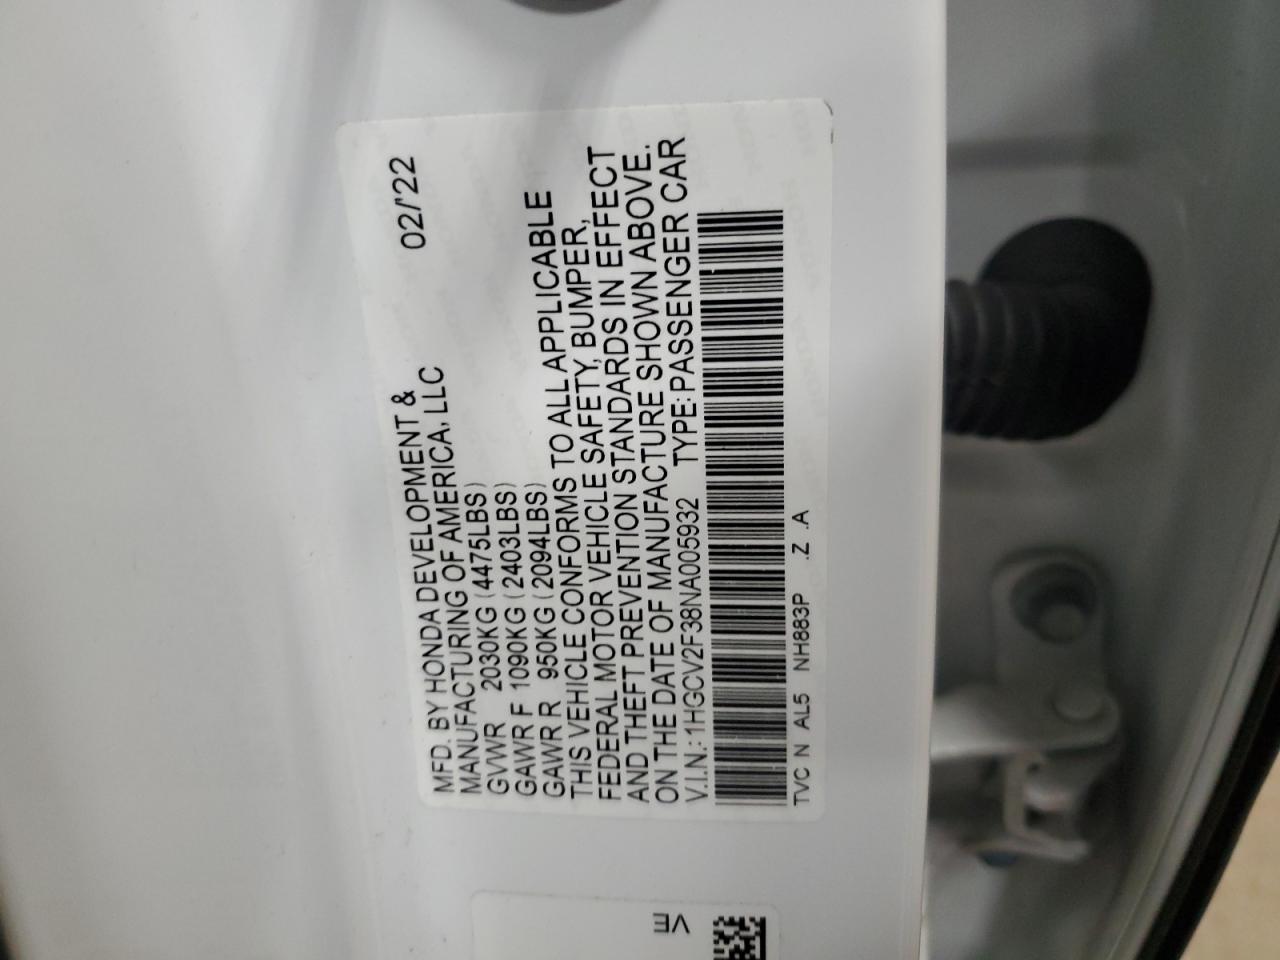 MFD. BY HONDA DEVELOPMENT & 02/'22
MANUFACTURING OF AMERICA, LLC
GVWR 2030KG (4475LBS)
GAWR F 1090KG (2403LBS)
GAWR R 950KG (2094LBS)
THIS VEHICLE CONFORMS TO ALL APPLICABLE
FEDERAL MOTOR VEHICLE SAFETY, BUMPER,
AND THEFT PREVENTION STANDARDS IN EFFECT
ON THE DATE OF MANUFACTURE SHOWN ABOVE.
V.I.N.: 1HGCV2F38NA005932 TYPE: PASSENGER CAR
TVC N AL5 NH883P .Z .A